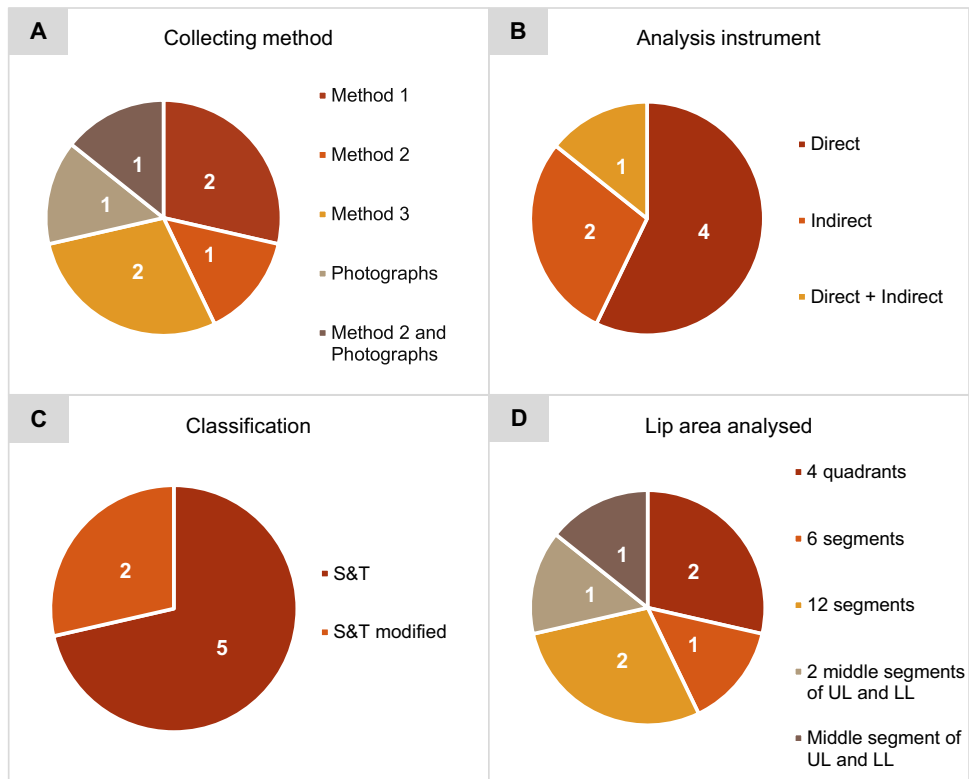 A
Collecting method
2
1
2
1
1
Method 1
Method 2
Method 3
Photographs
Method 2 and
Photographs
B
Analysis instrument
4
2
1
Direct
Indirect
Direct + Indirect
C
Classification
5
2
S&T
S&T modified
D
Lip area analysed
2
1
2
1
1
4 quadrants
6 segments
12 segments
2 middle segments
of UL and LL
Middle segment of
UL and LL